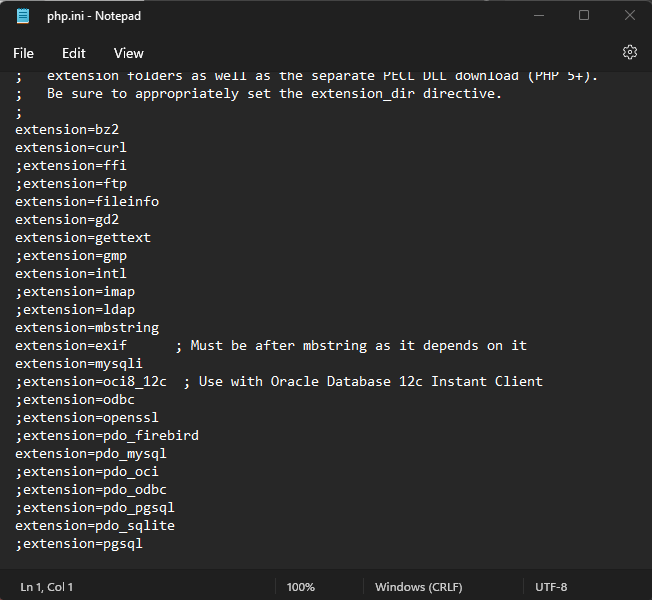 php.ini - Notepad
File Edit View
;   extension folders as well as the separate PECL DLL download (PHP 5+).
;   Be sure to appropriately set the extension_dir directive.
;
extension=bz2
extension=curl
;extension=ffi
;extension=ftp
extension=fileinfo
extension=gd2
extension=gettext
;extension=gmp
extension=intl
;extension=imap
;extension=ldap
extension=mbstring
extension=exif      ; Must be after mbstring as it depends on it
extension=mysqli
;extension=oci8_12c  ; Use with Oracle Database 12c Instant Client
;extension=odbc
;extension=openssl
;extension=pdo_firebird
extension=pdo_mysql
;extension=pdo_oci
;extension=pdo_odbc
;extension=pdo_pgsql
extension=pdo_sqlite
;extension=pgsql
Ln 1, Col 1 100% Windows (CRLF) UTF-8